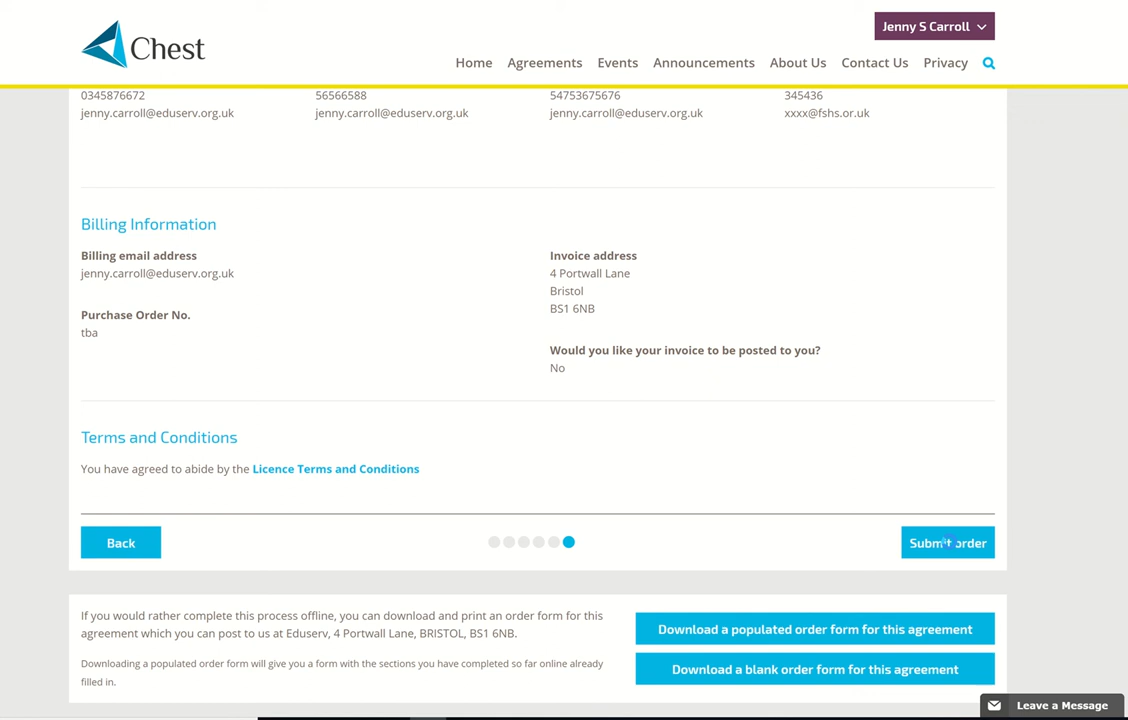 Chest
Jenny S Carroll
Home Agreements Events Announcements About Us Contact Us Privacy
0345876672 56566588 54753675676 345436
jenny.carroll@eduserv.org.uk jenny.carroll@eduserv.org.uk jenny.carroll@eduserv.org.uk xxxx@fshs.or.uk
Billing Information
Billing email address
jenny.carroll@eduserv.org.uk
Purchase Order No.
tba
Invoice address
4 Portwall Lane
Bristol
BS1 6NB
Would you like your invoice to be posted to you?
No
Terms and Conditions
You have agreed to abide by the Licence Terms and Conditions
Back
Submit order
If you would rather complete this process offline, you can download and print an order form for this
agreement which you can post to us at Eduserv, 4 Portwall Lane, BRISTOL, BS1 6NB.
Downloading a populated order form will give you a form with the sections you have completed so far online already
filled in.
Download a populated order form for this agreement
Download a blank order form for this agreement
Leave a Message